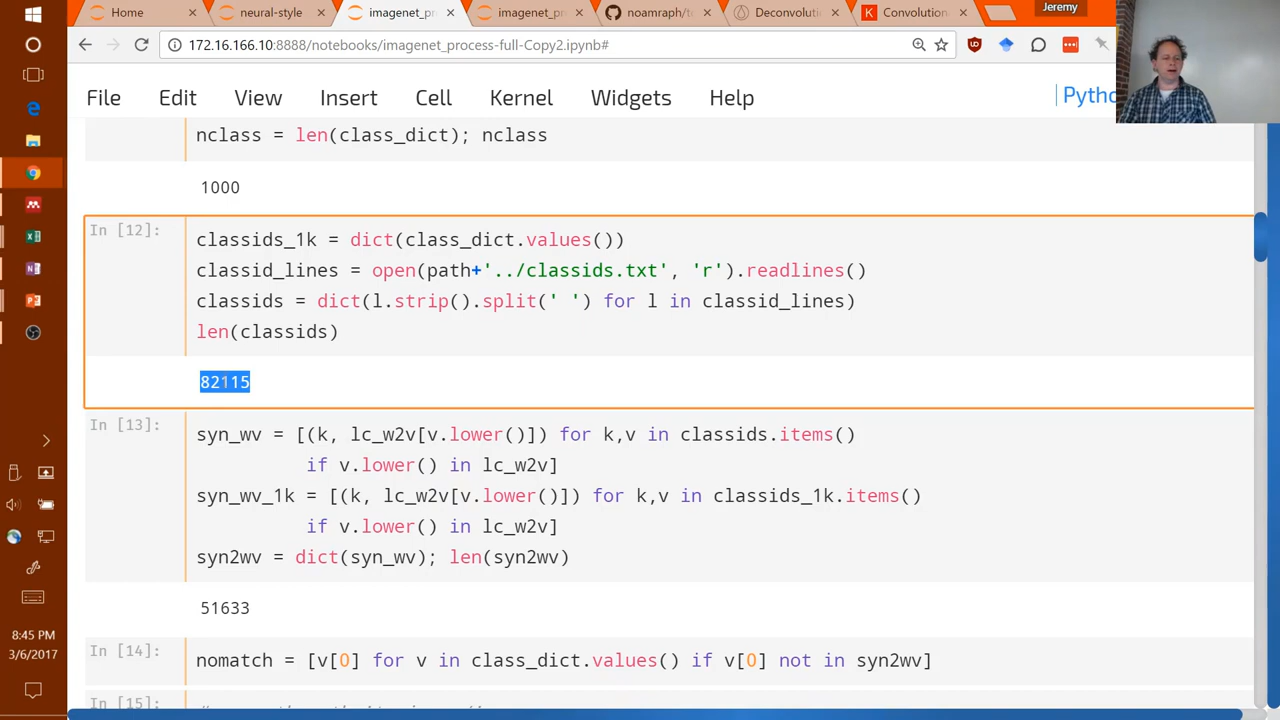 Home
neural-style
imagenet_pr
imagenet_pr
noamraph/t
Deconvolutio
Convolution
Jeremy
172.16.166.10:8888/notebooks/imagenet_process-full-Copy2.ipynb#
File Edit View Insert Cell Kernel Widgets Help
Pytho
nclass = len(class_dict); nclass
1000
In [12]:
classids_1k = dict(class_dict.values())
classid_lines = open(path+'../classids.txt', 'r').readlines()
classids = dict(l.strip().split(' ') for l in classid_lines)
len(classids)
82115
In [13]:
syn_wv = [(k, lc_w2v[v.lower()]) for k,v in classids.items()
if v.lower() in lc_w2v]
syn_wv_1k = [(k, lc_w2v[v.lower()]) for k,v in classids_1k.items()
if v.lower() in lc_w2v]
syn2wv = dict(syn_wv); len(syn2wv)
51633
In [14]:
nomatch = [v[0] for v in class_dict.values() if v[0] not in syn2wv]
In [15]:
8:45 PM
3/6/2017